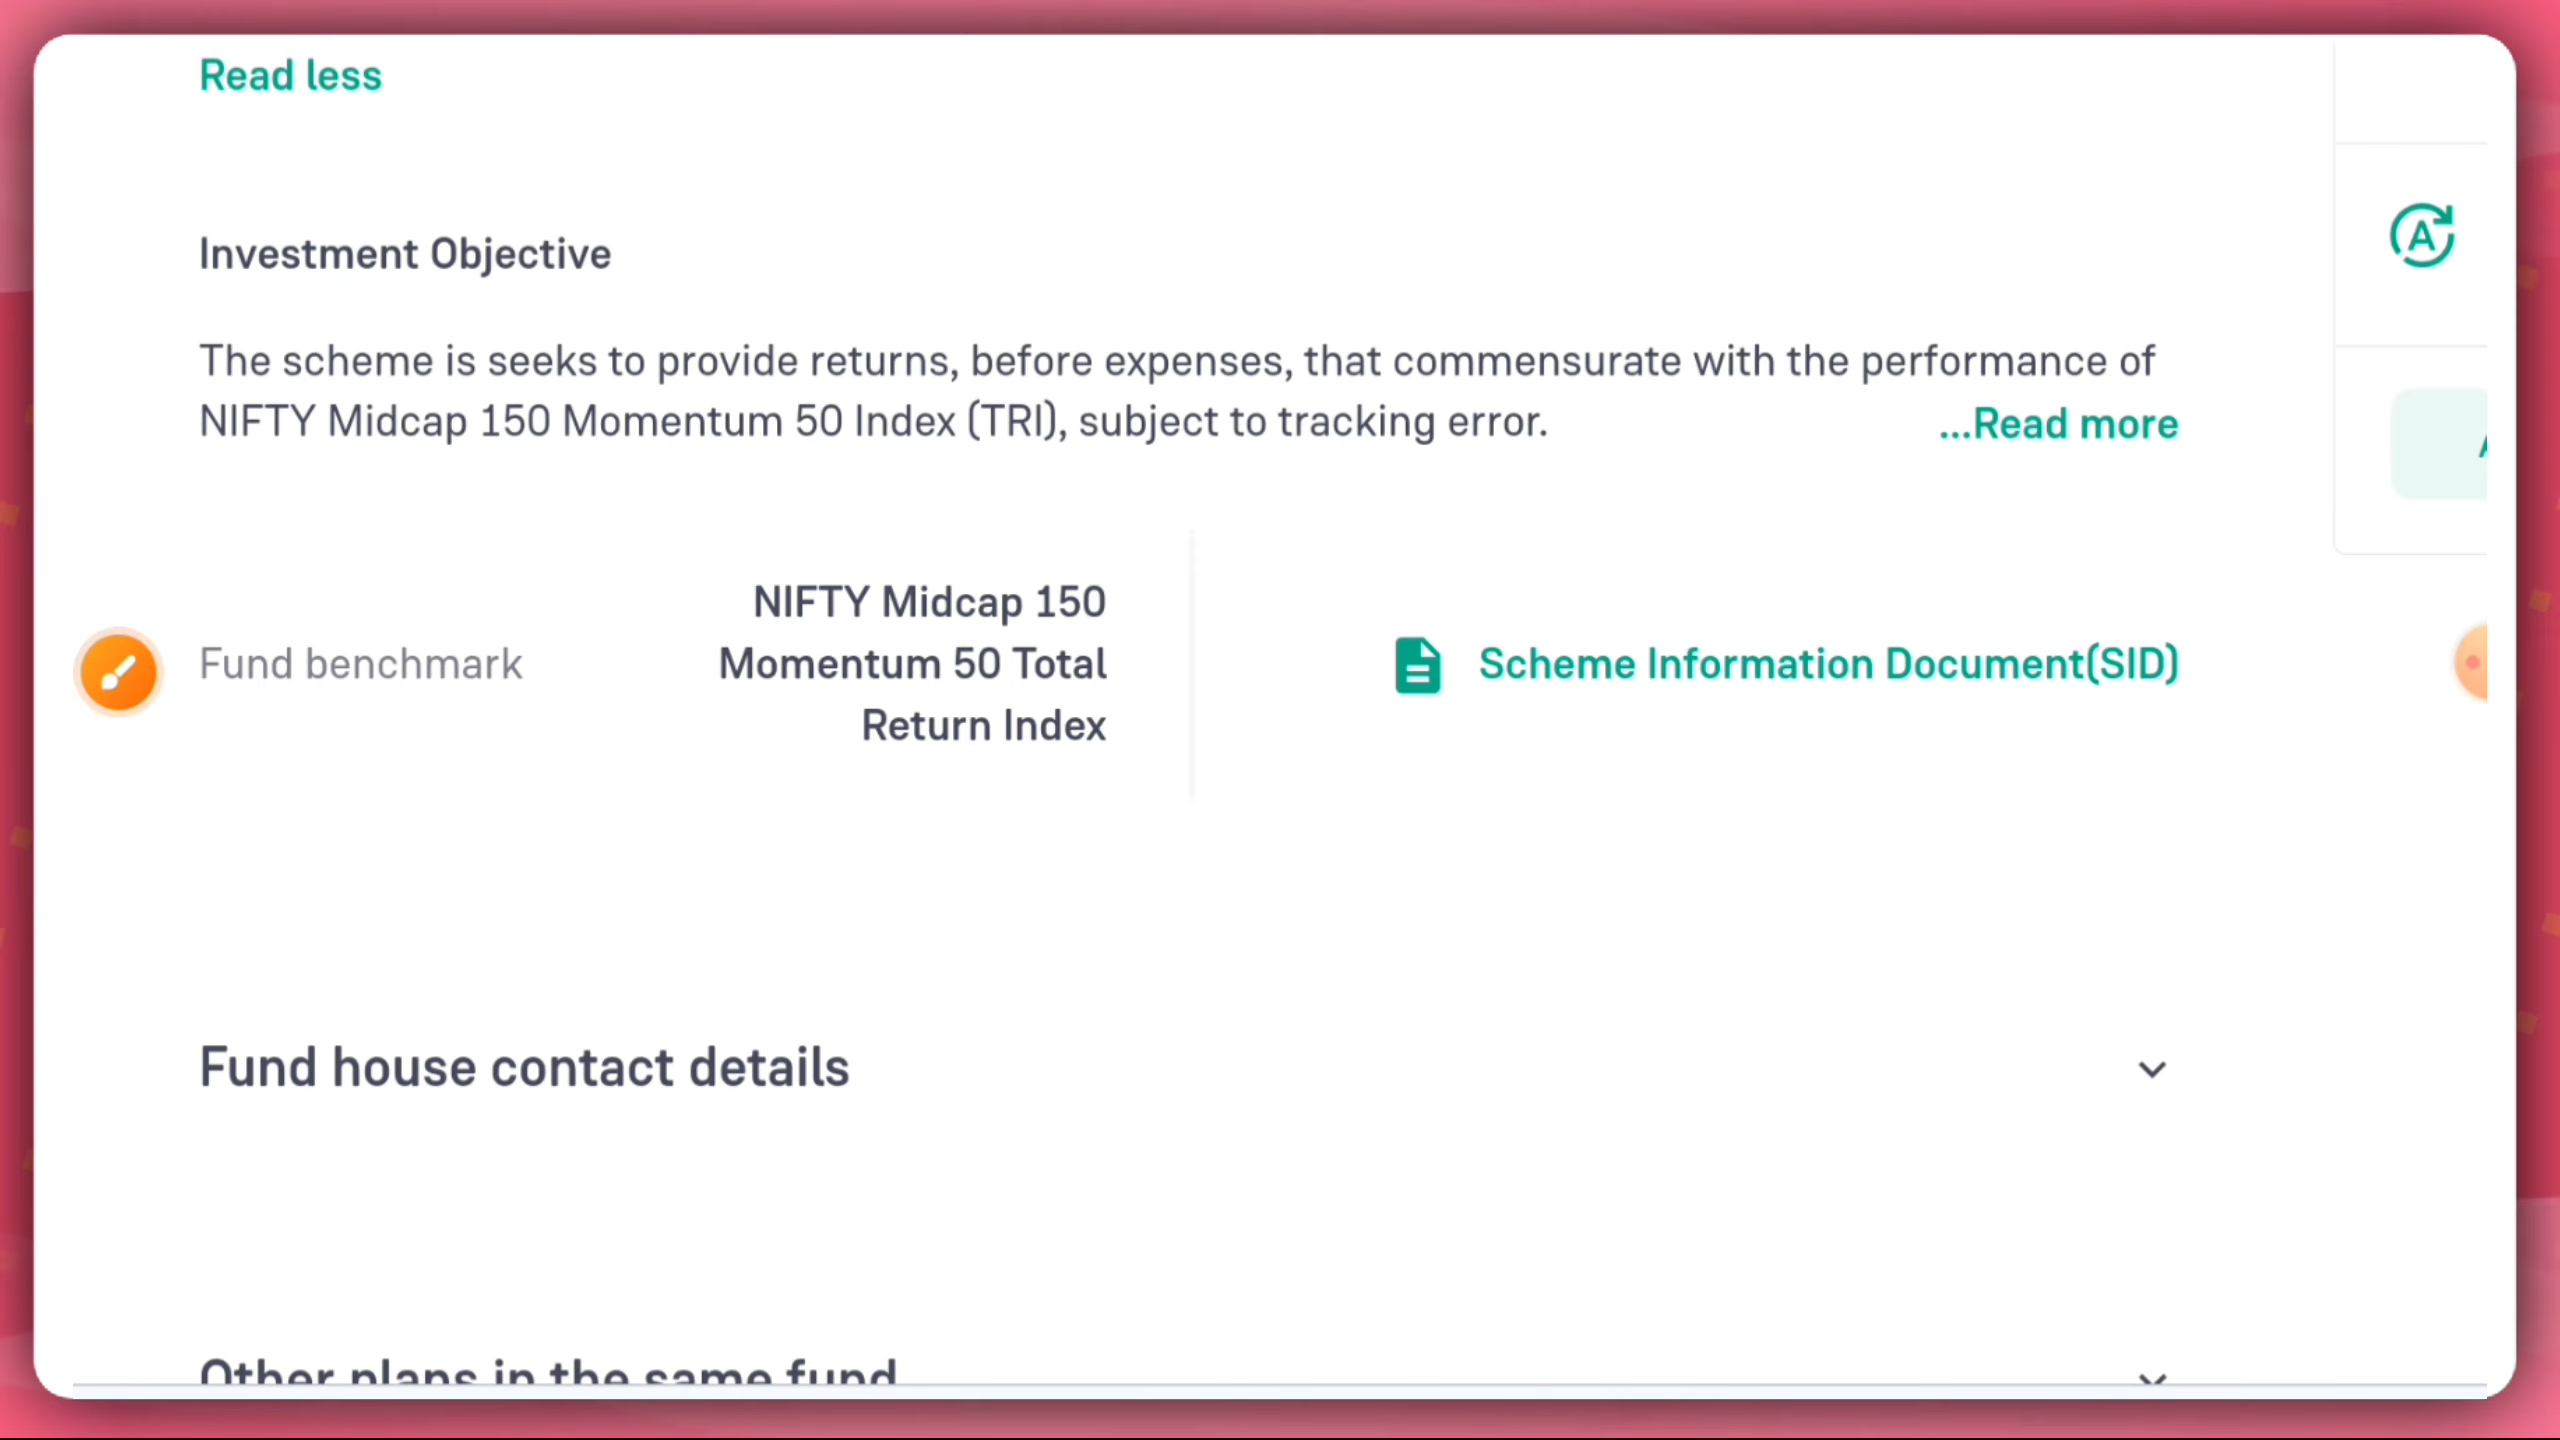 Read less
Investment Objective
The scheme is seeks to provide returns, before expenses, that commensurate with the performance of
NIFTY Midcap 150 Momentum 50 Index (TRI), subject to tracking error.
...Read more
Fund benchmark
NIFTY Midcap 150
Momentum 50 Total
Return Index
Scheme Information Document(SID)
Fund house contact details
Other plans in the same fund